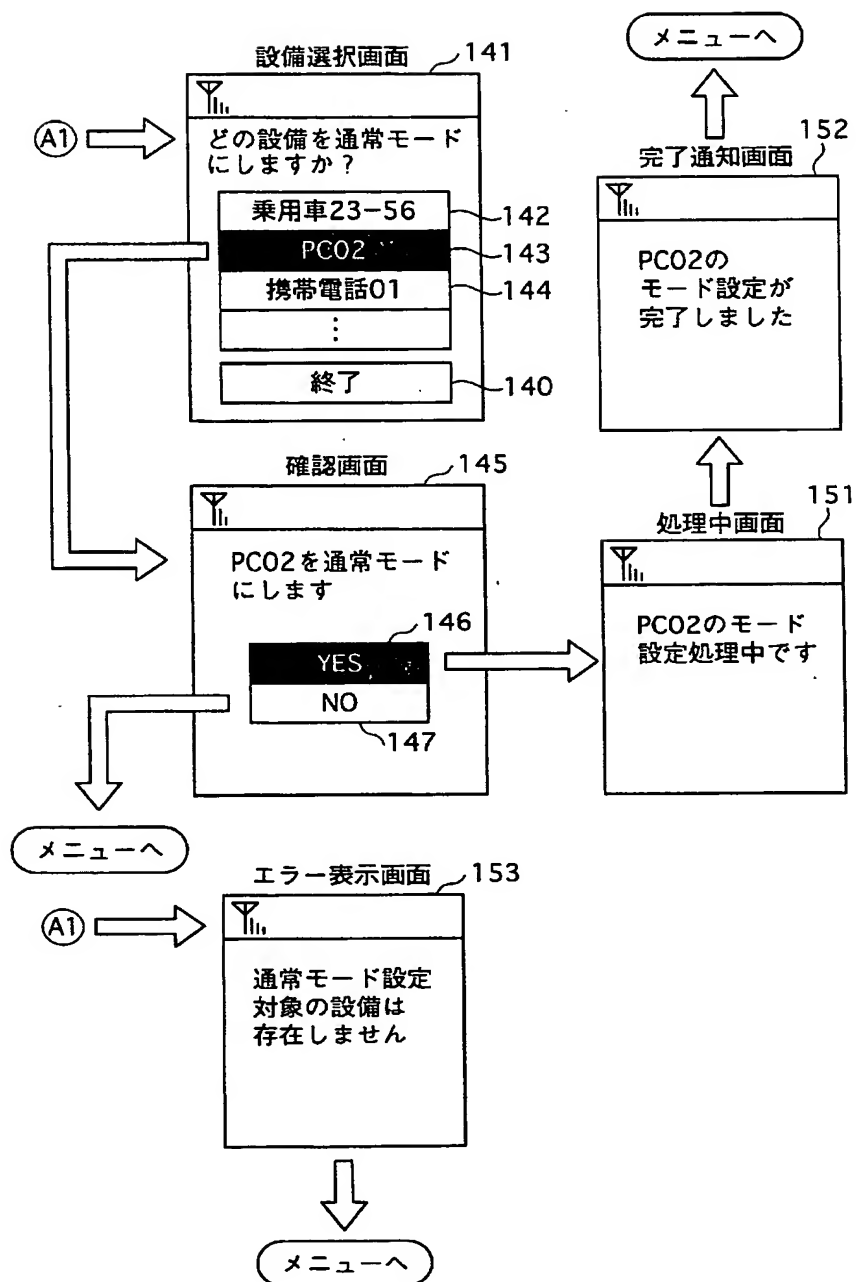 設備選択画面
141
A1
どの設備を通常モード
にしますか?
乗用車23-56
142
PC02
143
携帯電話01
144
⋮
終了
140
確認画面
145
PC02を通常モード
にします
146
YES
NO
147
メニューへ
処理中画面
151
PC02のモード
設定処理中です
完了通知画面
152
PC02の
モード設定が
完了しました
メニューへ
エラー表示画面
153
A1
通常モード設定
対象の設備は
存在しません
メニューへ